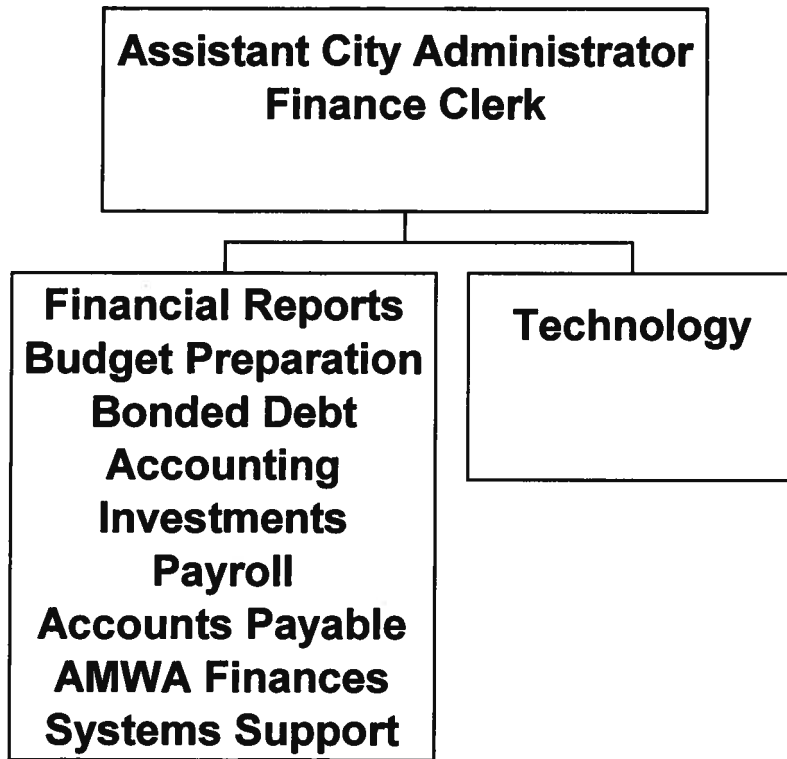 Assistant City Administrator
Finance Clerk
Financial Reports
Budget Preparation
Bonded Debt
Accounting
Investments
Payroll
Accounts Payable
AMWA Finances
Systems Support
Technology